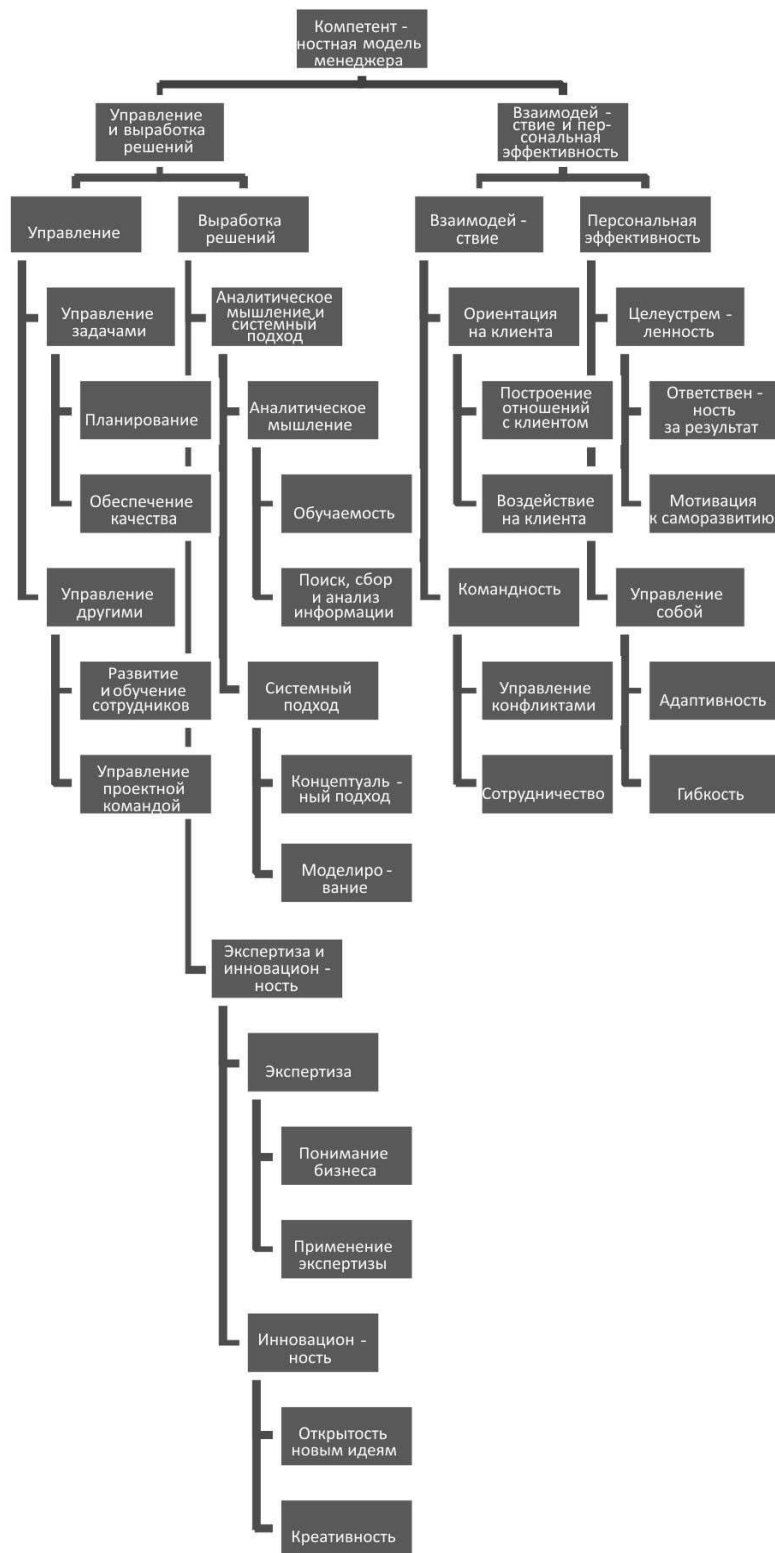 Компетент -
ностная модель
менеджера
Управление
и выработка
решений
Взаимодей -
ствие и пер-
сональная
эффективность
Управление
Выработка
решений
Взаимодей -
ствие
Персональная
эффективность
Управление
задачами
Аналитическое
мышление и
системный
подход
Ориентация
на клиента
Целеустрем -
ленность
Планирование
Аналитическое
мышление
Построение
отношений
с клиентом
Ответствен -
ность
за результат
Обеспечение
качества
Обучаемость
Воздействие
на клиента
Мотивация
к саморазвитию
Управление
другими
Поиск, сбор
и анализ
информации
Командность
Управление
собой
Развитие
и обучение
сотрудников
Системный
подход
Управление
конфликтами
Адаптивность
Управление
проектной
командой
Концептуаль -
ный подход
Сотрудничество
Гибкость
Моделиро -
вание
Экспертиза и
инновацион -
ность
Экспертиза
Понимание
бизнеса
Применение
экспертизы
Инновацион -
ность
Открытость
новым идеям
Креативность